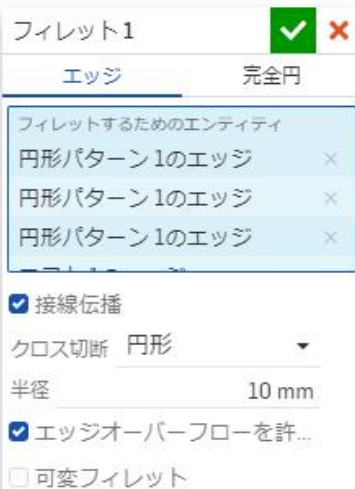 フィレット1
エッジ 完全円
フィレットするためのエンティティ
円形パターン1のエッジ
円形パターン1のエッジ
円形パターン1のエッジ
接線伝播
クロス切断 円形
半径 10 mm
エッジオーバーフローを許...
可変フィレット